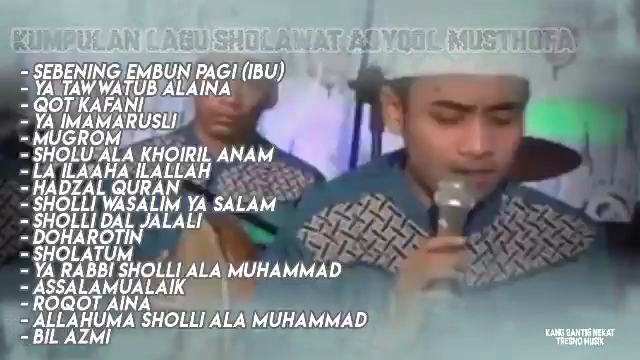 KUMPULAN LAGU SHOLAWAT ASYQOL MUSTHOFA
- SEBENING EMBUN PAGI (IBU)
- YA TAWWATUB ALAINA
- QOT KAFANI
- YA IMAMARUSLI
- MUGROM
- SHOLU ALA KHOIRIL ANAM
- LA ILAAHA ILALLAH
- HADZAL QURAN
- SHOLLI WASALIM YA SALAM
- SHOLLI DAL JALALI
- DOHAROTIN
- SHOLATUM
- YA RABBI SHOLLI ALA MUHAMMAD
- ASSALAMUALAIK
- ROQOT AINA
- ALLAHUMA SHOLLI ALA MUHAMMAD
- BIL AZMI
KANG SANTRI NEKAT
TRESNO MUSIK